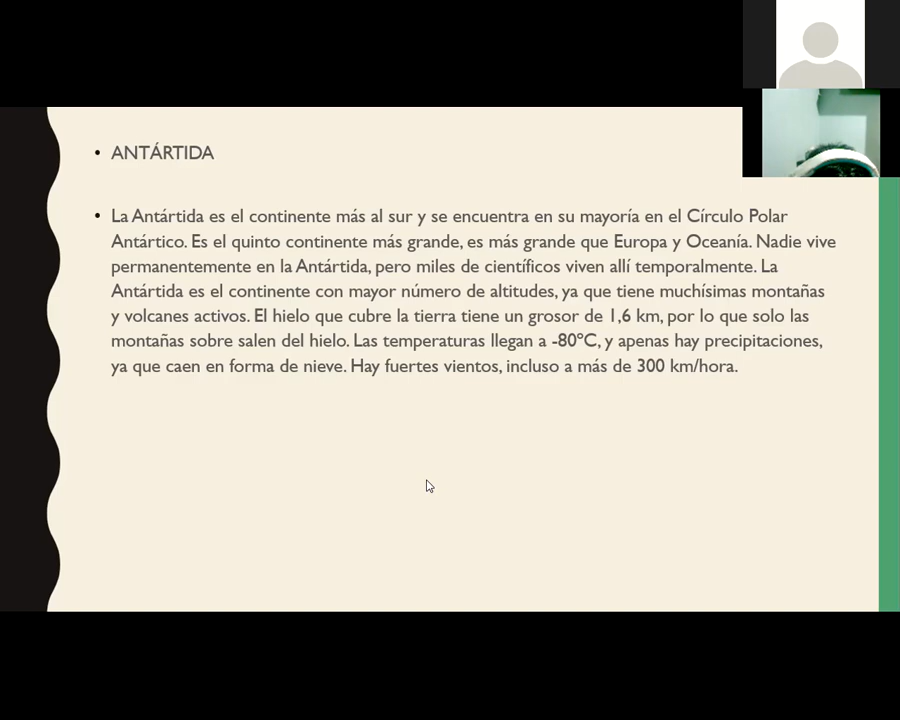 • ANTÁRTIDA
• La Antártida es el continente más al sur y se encuentra en su mayoría en el Círculo Polar
Antártico. Es el quinto continente más grande, es más grande que Europa y Oceanía. Nadie vive
permanentemente en la Antártida, pero miles de científicos viven allí temporalmente. La
Antártida es el continente con mayor número de altitudes, ya que tiene muchísimas montañas
y volcanes activos. El hielo que cubre la tierra tiene un grosor de 1,6 km, por lo que solo las
montañas sobre salen del hielo. Las temperaturas llegan a -80ºC, y apenas hay precipitaciones,
ya que caen en forma de nieve. Hay fuertes vientos, incluso a más de 300 km/hora.